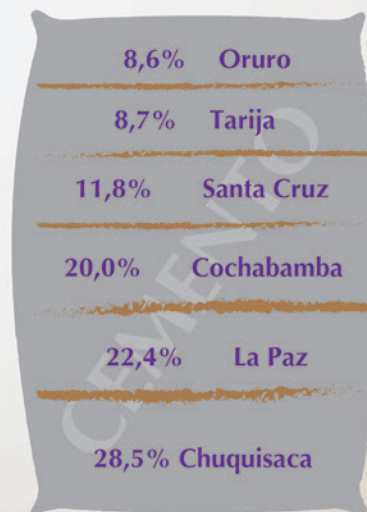 8,6% Oruro
8,7% Tarija
11,8% Santa Cruz
20,0% Cochabamba
22,4% La Paz
28,5% Chuquisaca
CEMENTO